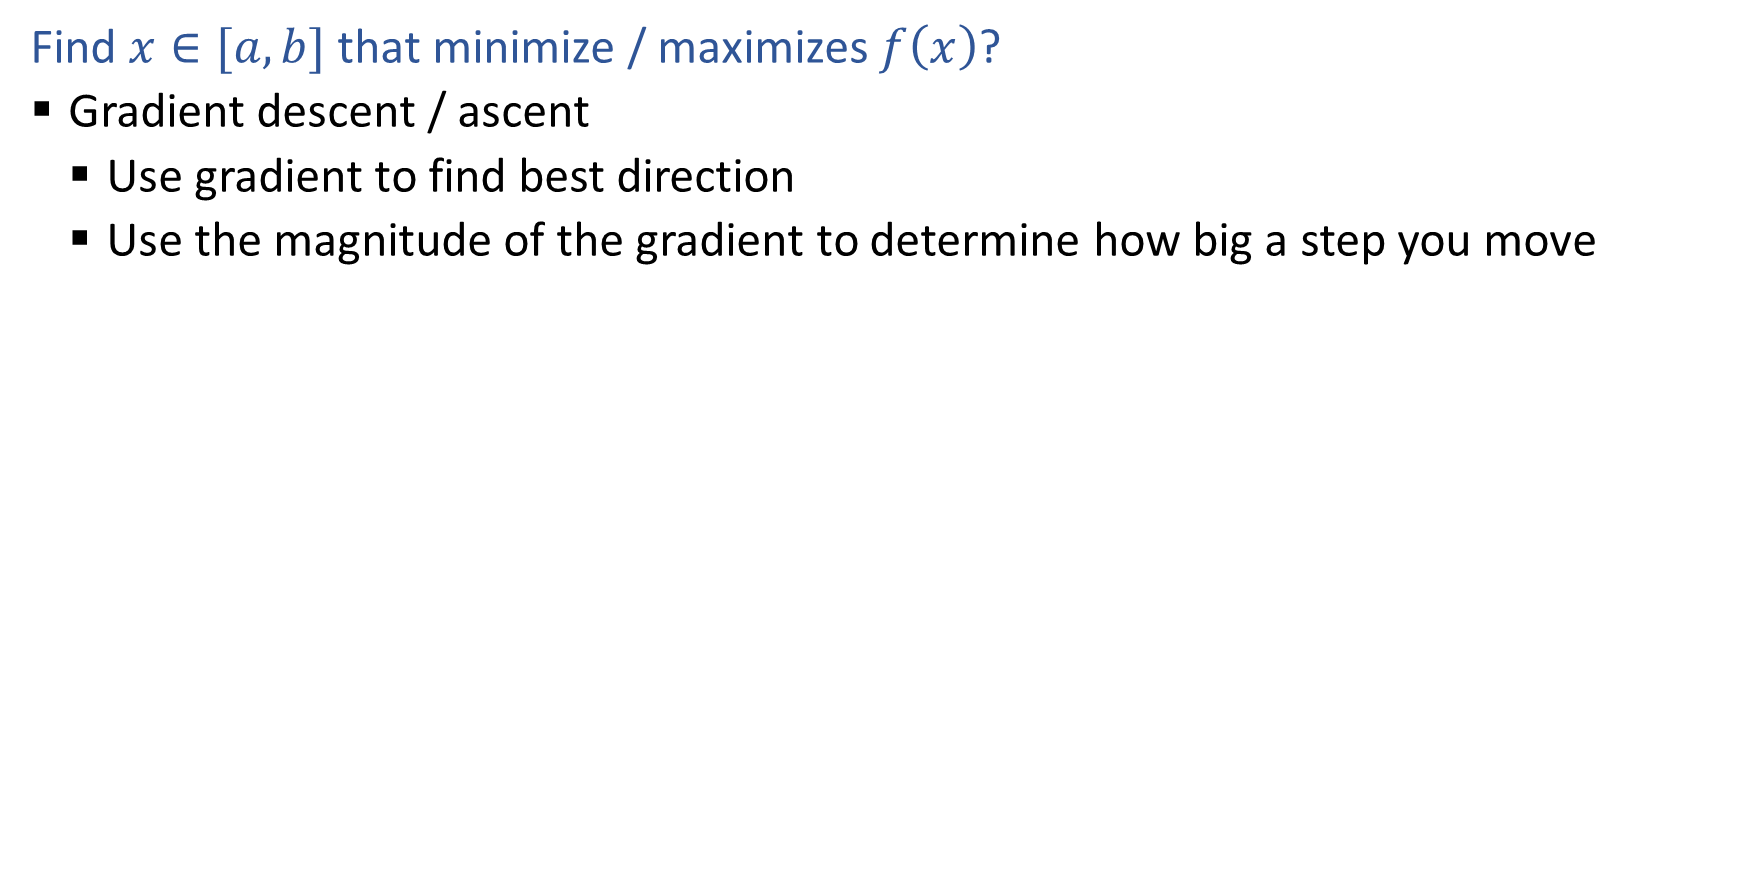 Find 𝑥 ∈ [𝑎, 𝑏] that minimize / maximizes 𝑓(𝑥)?
▪ Gradient descent / ascent
▪ Use gradient to find best direction
▪ Use the magnitude of the gradient to determine how big a step you move